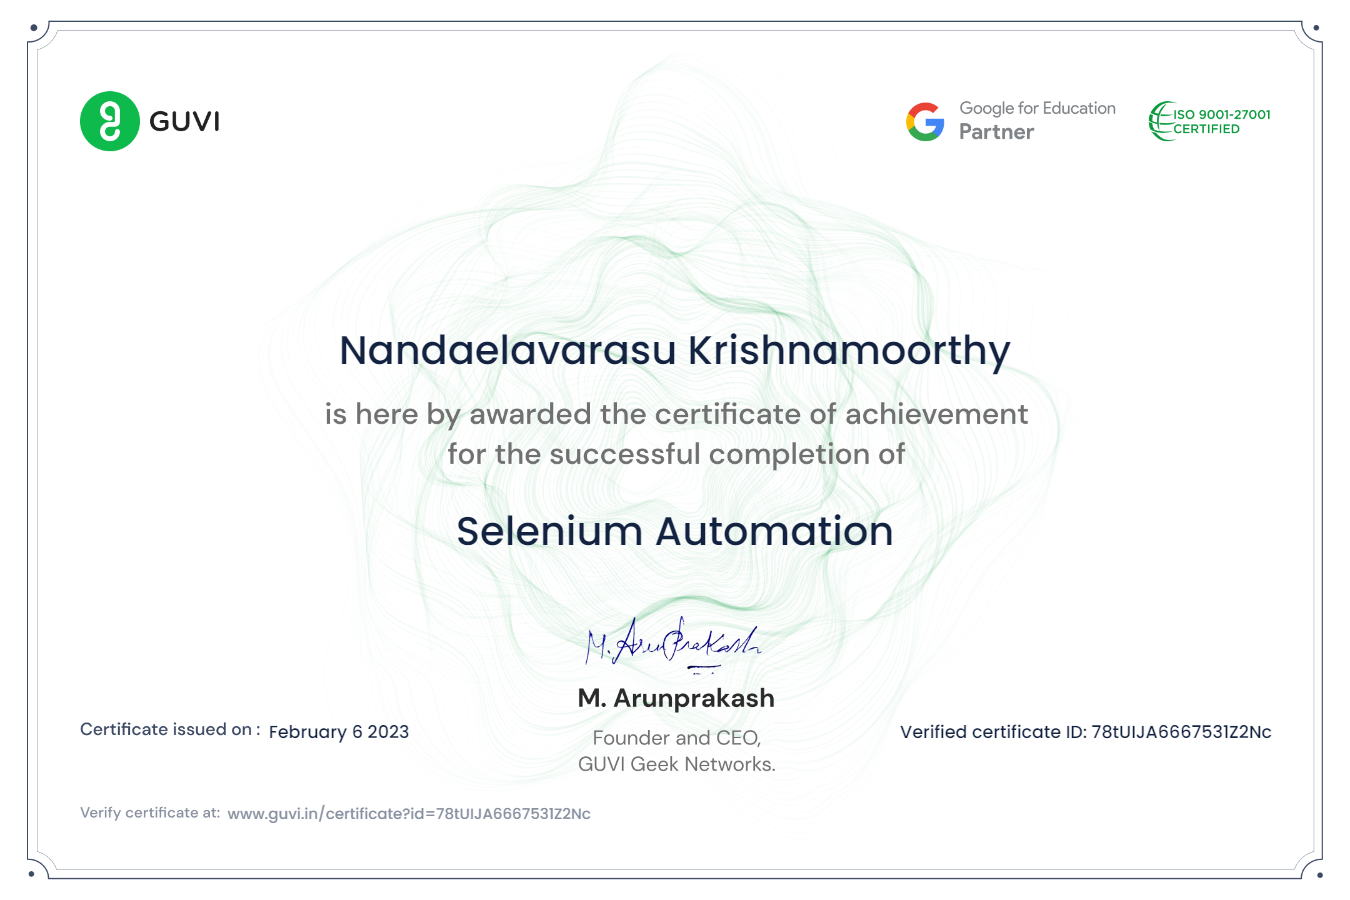 GUVI
Google for Education
Partner
ISO 9001-27001
CERTIFIED
Nandaelavarasu Krishnamoorthy
is here by awarded the certificate of achievement
for the successful completion of
Selenium Automation
M. ArunPrakash
M. Arunprakash
Founder and CEO,
GUVI Geek Networks.
Certificate issued on : February 6 2023
Verified certificate ID: 78tUIJA6667531Z2Nc
Verify certificate at: www.guvi.in/certificate?id=78tUIJA6667531Z2Nc